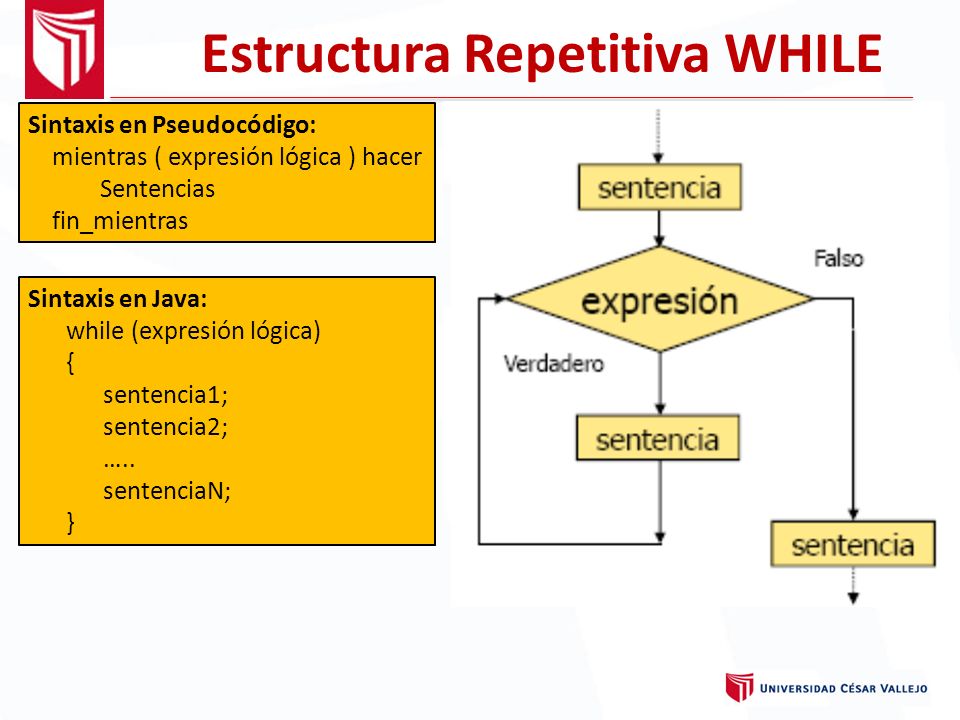 Estructura Repetitiva WHILE
Sintaxis en Pseudocódigo:
mientras ( expresión lógica ) hacer
Sentencias
fin_mientras
Sintaxis en Java:
while (expresión lógica)
{
sentencia1;
sentencia2;
.....
sentenciaN;
}
sentencia
Falso
expresión
Verdadero
sentencia
sentencia
UNIVERSIDAD CÉSAR VALLEJO